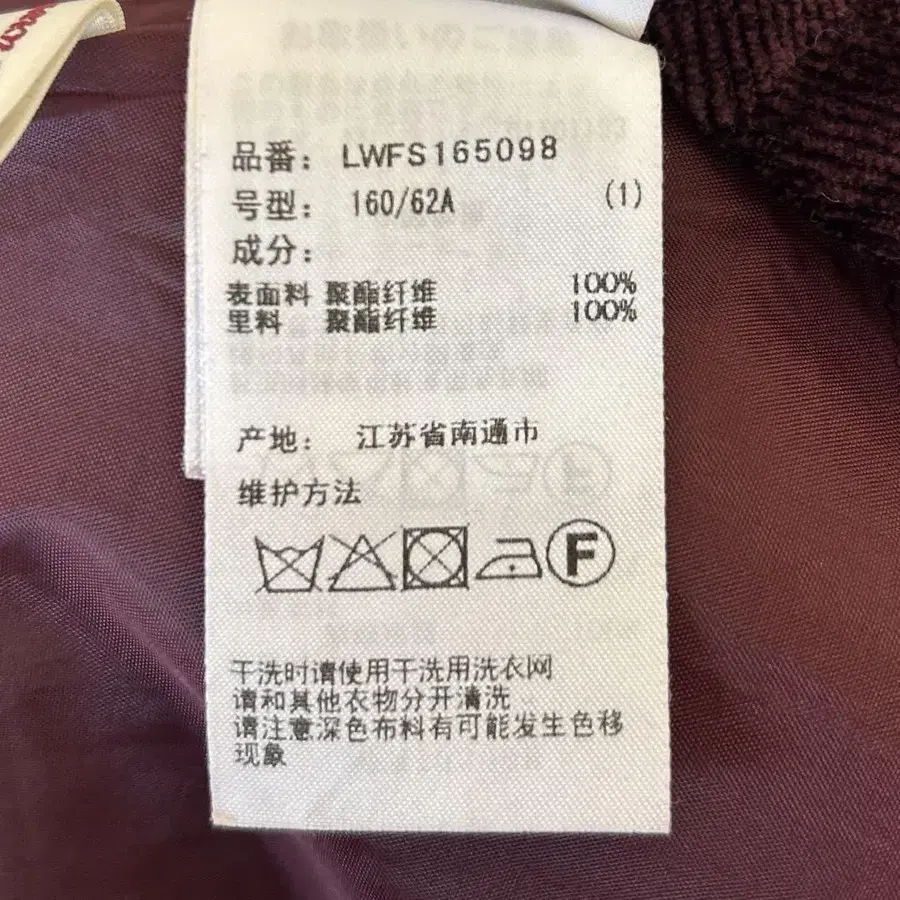 品番： LWFS165098
号型： 160/62A (1)
成分：
表面料 聚酯纤维 100%
里料 聚酯纤维 100%
产地： 江苏省南通市
维护方法
F
干洗时请使用干洗用洗衣网
请和其他衣物分开清洗
请注意深色布料有可能发生色移
现象